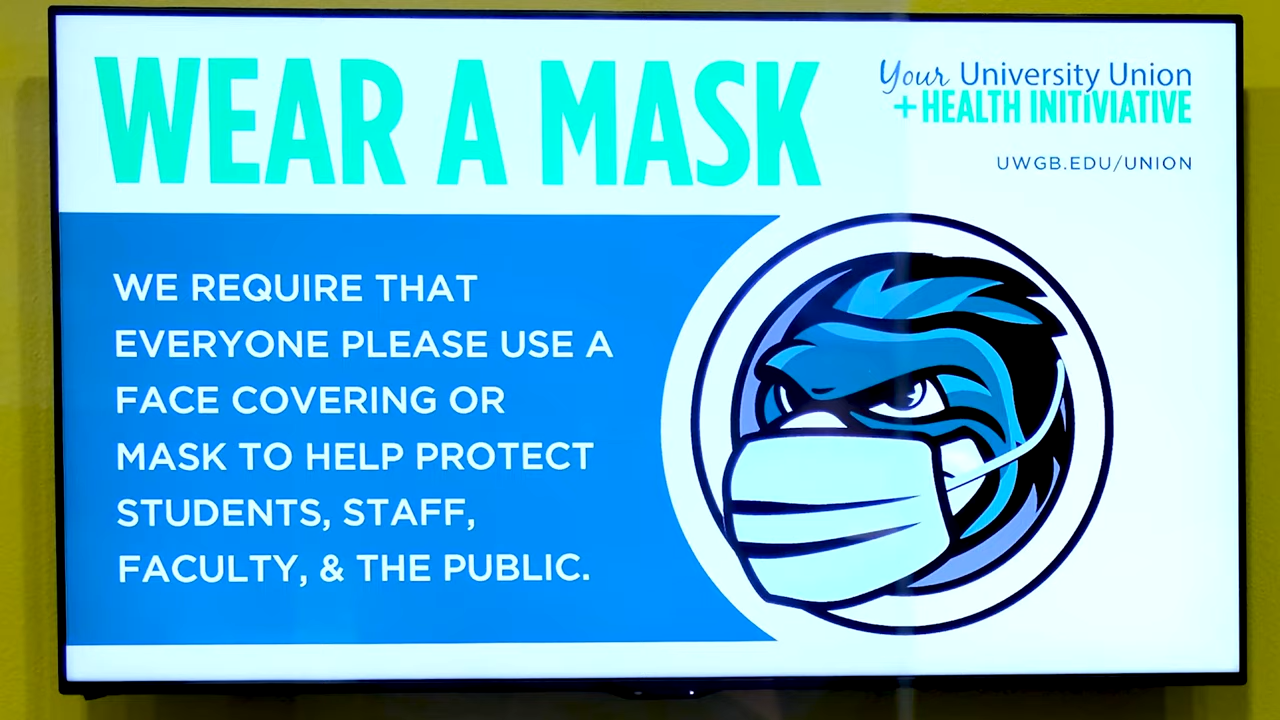 WEAR A MASK
Your University Union
+HEALTH INITIVIATIVE
UWGB.EDU/UNION
WE REQUIRE THAT
EVERYONE PLEASE USE A
FACE COVERING OR
MASK TO HELP PROTECT
STUDENTS, STAFF,
FACULTY, & THE PUBLIC.